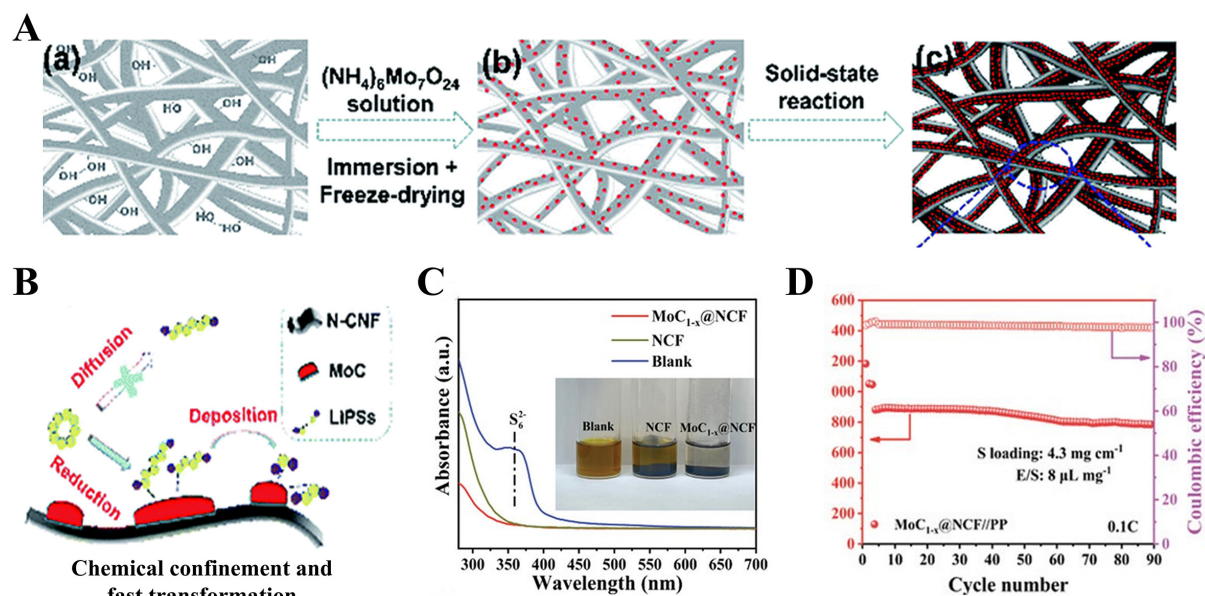 A
(a)
OH
OH
OH
HO
OH
OH
OH
OH
OH
OH
HO
OH
(NH4)6Mo7O24
solution
Immersion +
Freeze-drying
(b)
Solid-state
reaction
(c)
B
Diffusion
Reduction
Deposition
N-CNF
MoC
LiPSs
Chemical confinement and
fast transformation
C
Absorbance (a.u.)
MoC1-x@NCF
NCF
Blank
S6^2-
Blank
NCF
MoC1-x@NCF
300 350 400 450 500 550 600 650 700
Wavelength (nm)
D
600
400
200
000
800
600
400
200
0
100
80
60
40
20
0
Coulombic efficiency (%)
S loading: 4.3 mg cm-1
E/S: 8 μL mg-1
MoC1-x@NCF//PP
0.1C
0 10 20 30 40 50 60 70 80 90
Cycle number